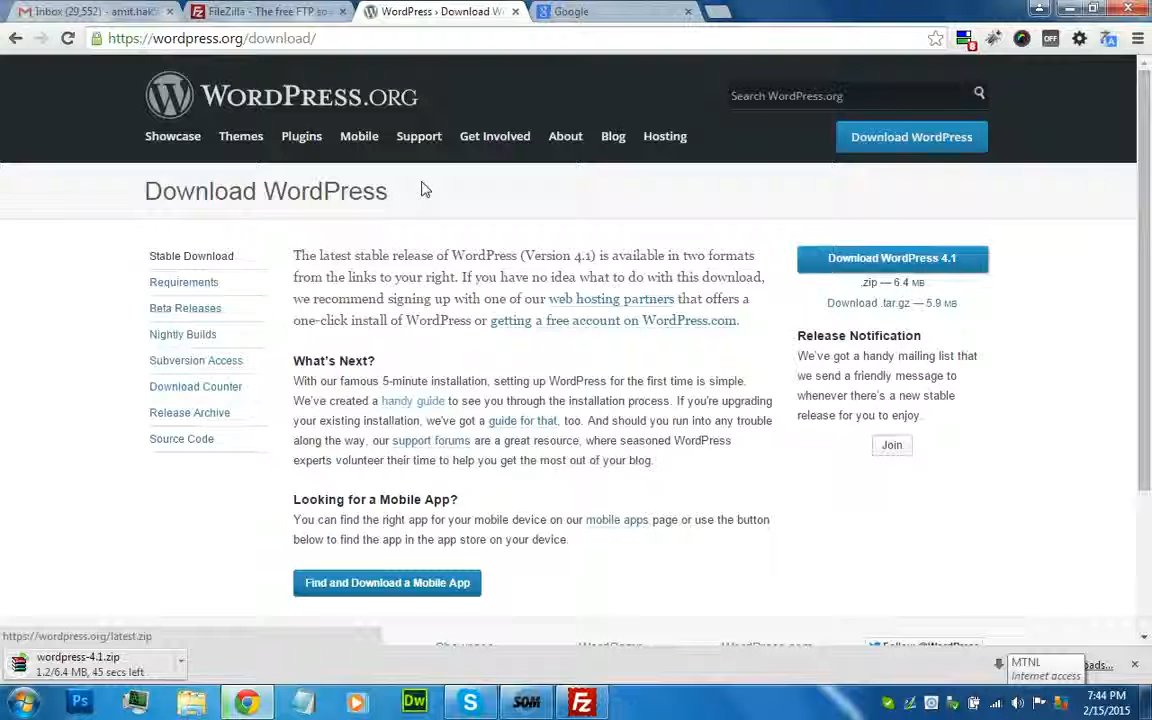 Inbox (29,552) - amit.hak
FileZilla - The free FTP so
WordPress › Download W
Google
https://wordpress.org/download/
WORDPRESS.ORG
Search WordPress.org
Showcase Themes Plugins Mobile Support Get Involved About Blog Hosting
Download WordPress
Download WordPress
Stable Download
Requirements
Beta Releases
Nightly Builds
Subversion Access
Download Counter
Release Archive
Source Code
The latest stable release of WordPress (Version 4.1) is available in two formats
from the links to your right. If you have no idea what to do with this download,
we recommend signing up with one of our web hosting partners that offers a
one-click install of WordPress or getting a free account on WordPress.com.
What's Next?
With our famous 5-minute installation, setting up WordPress for the first time is simple.
We've created a handy guide to see you through the installation process. If you're upgrading
your existing installation, we've got a guide for that, too. And should you run into any trouble
along the way, our support forums are a great resource, where seasoned WordPress
experts volunteer their time to help you get the most out of your blog.
Looking for a Mobile App?
You can find the right app for your mobile device on our mobile apps page or use the button
below to find the app in the app store on your device.
Find and Download a Mobile App
Download WordPress 4.1
.zip — 6.4 MB
Download .tar.gz — 5.9 MB
Release Notification
We've got a handy mailing list that
we send a friendly message to
whenever there's a new stable
release for you to enjoy.
Join
https://wordpress.org/latest.zip
wordpress-4.1.zip
1.2/6.4 MB, 45 secs left
MTNL
Internet access
oads...
Ps
Dw
S
SOM
Fz
OFF
7:44 PM
2/15/2015